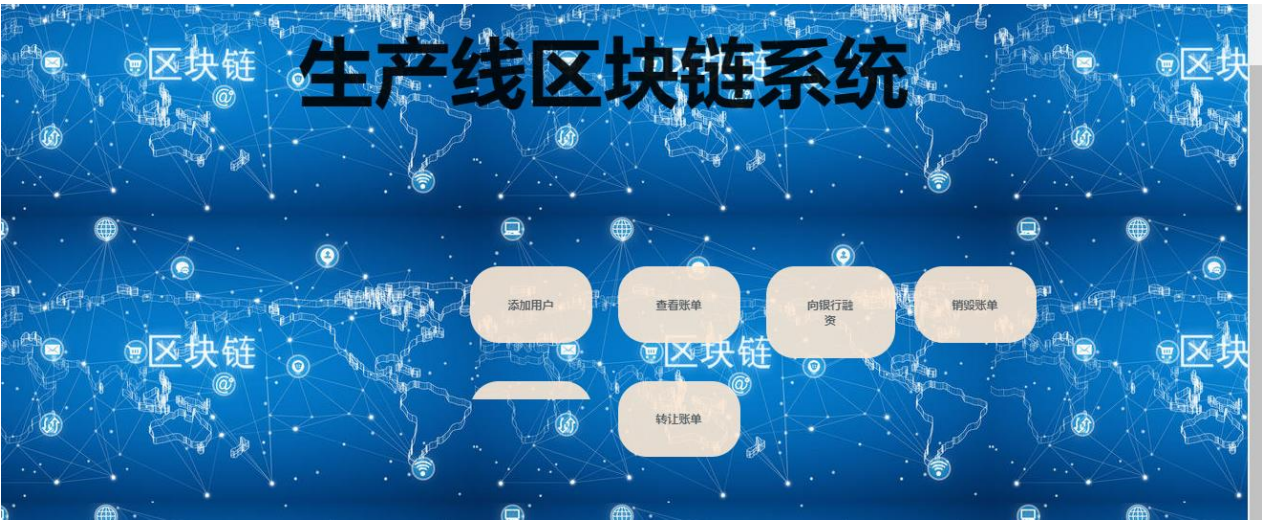 生产线区块链系统
区块链
区块链
区块
添加用户
查看账单
向银行融
资
销毁账单
区块链
区块链
区块
转让账单